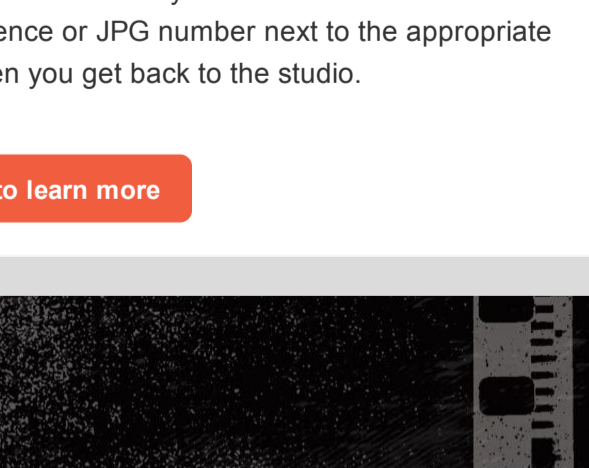 ence or JPG number next to the appropriate
en you get back to the studio.
to learn more